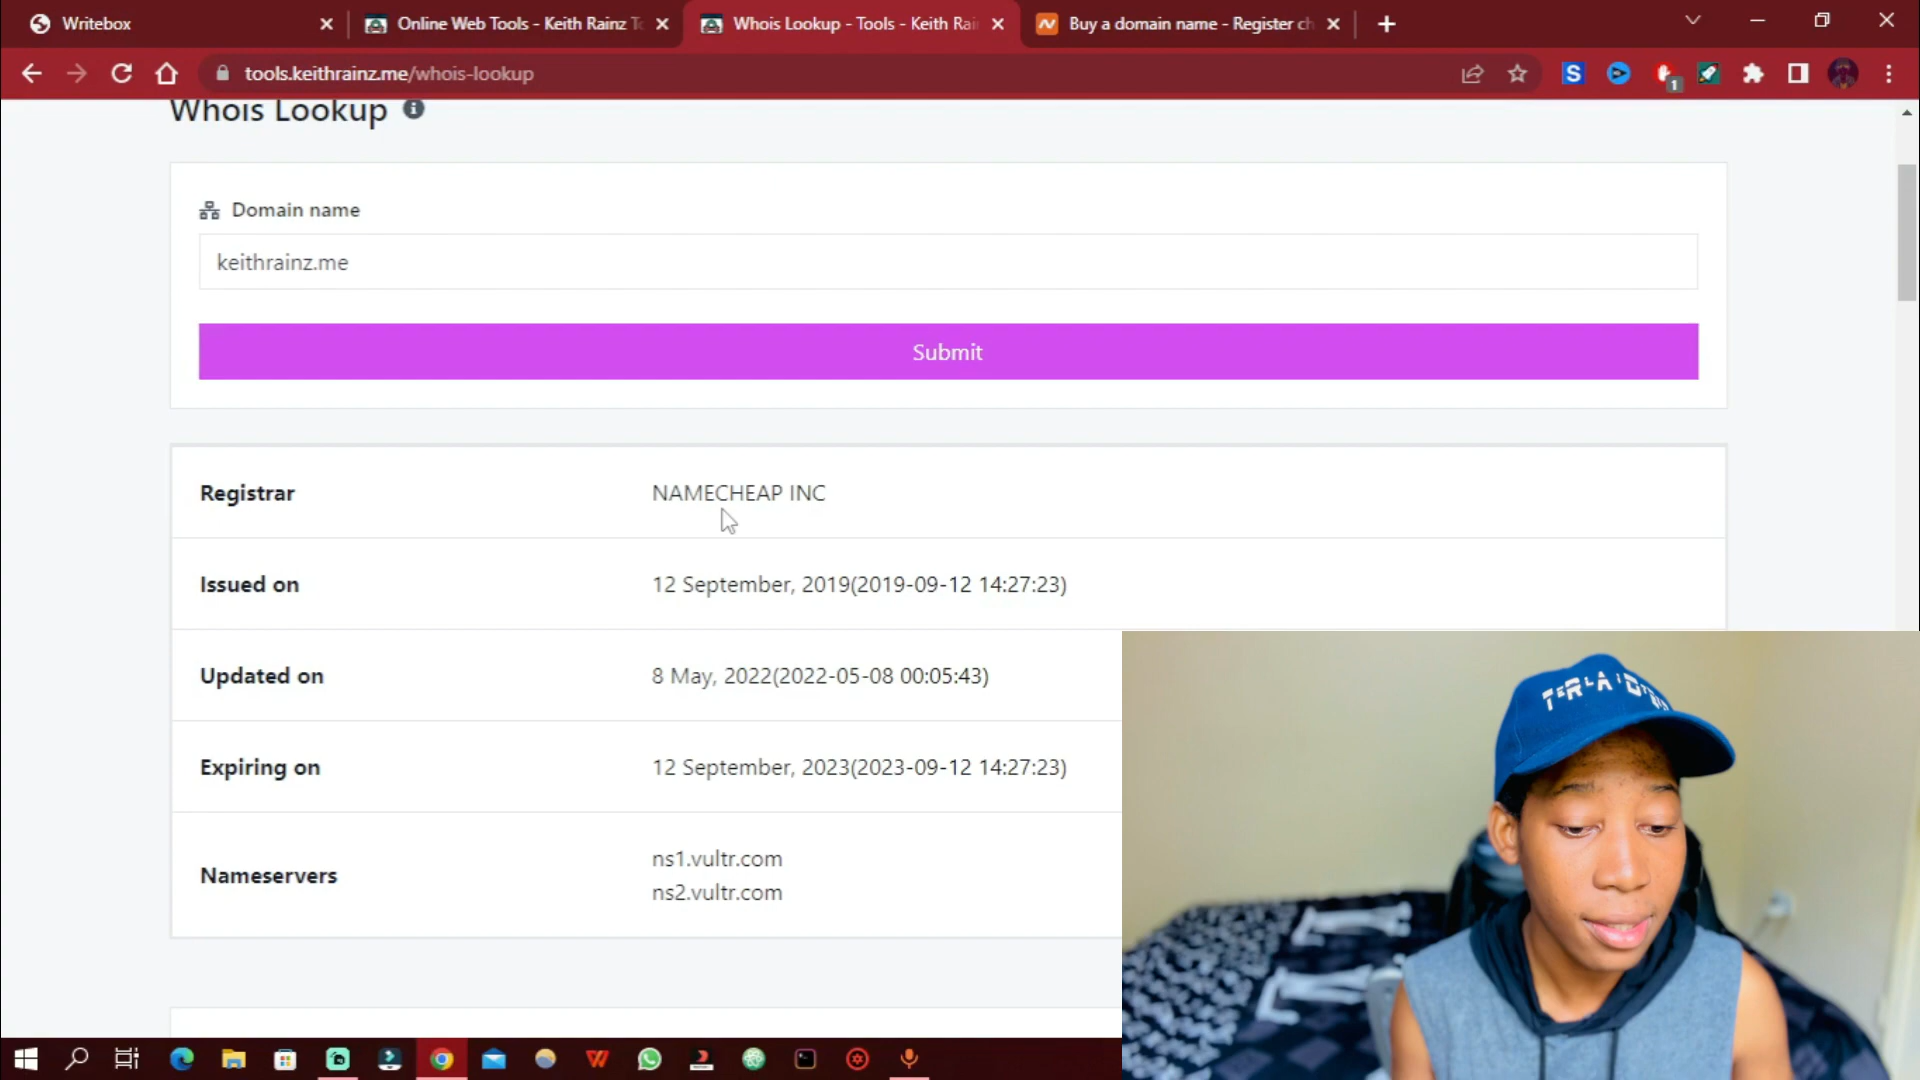 Writebox
Online Web Tools - Keith Rainz To
Whois Lookup - Tools - Keith Rai
Buy a domain name - Register ch
tools.keithrainz.me/whois-lookup
1
Whois Lookup
Domain name
keithrainz.me
Submit
Registrar NAMECHEAP INC
Issued on 12 September, 2019(2019-09-12 14:27:23)
Updated on 8 May, 2022(2022-05-08 00:05:43)
Expiring on 12 September, 2023(2023-09-12 14:27:23)
Nameservers
ns1.vultr.com
ns2.vultr.com